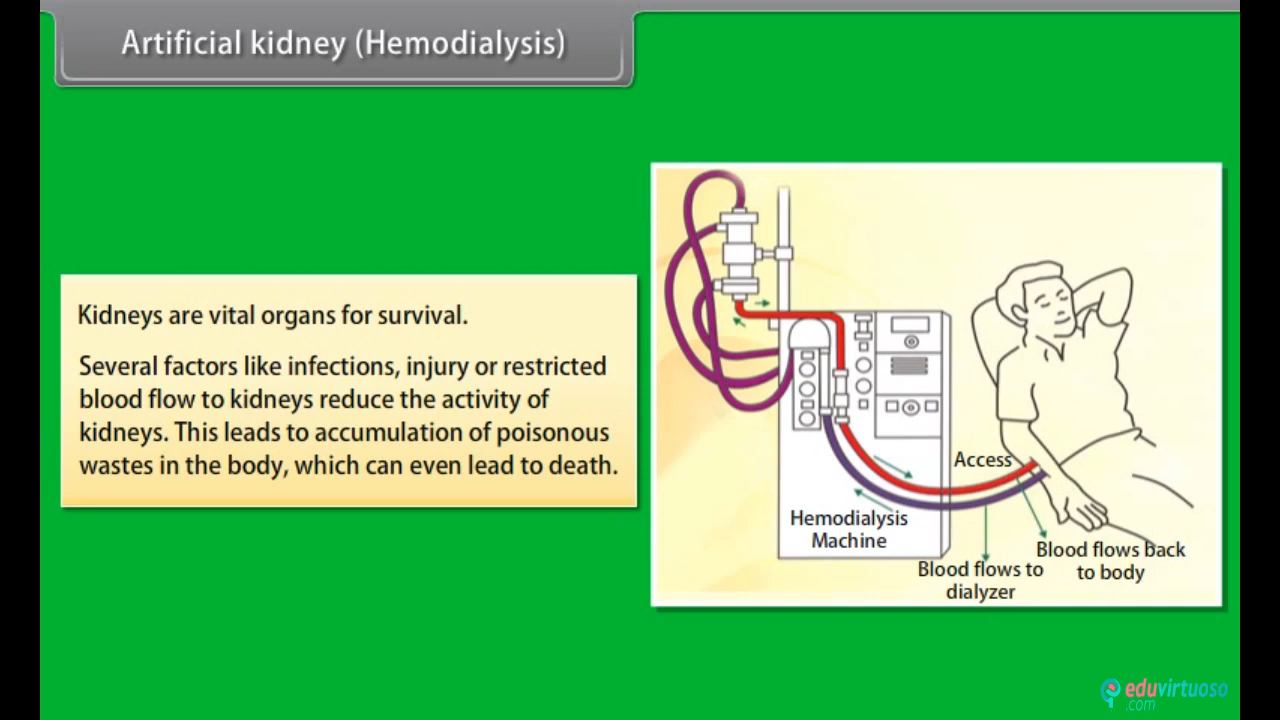 Artificial kidney (Hemodialysis)
Kidneys are vital organs for survival.
Several factors like infections, injury or restricted
blood flow to kidneys reduce the activity of
kidneys. This leads to accumulation of poisonous
wastes in the body, which can even lead to death.
Access
Hemodialysis
Machine
Blood flows to
dialyzer
Blood flows back
to body
eduvirtuoso
.com